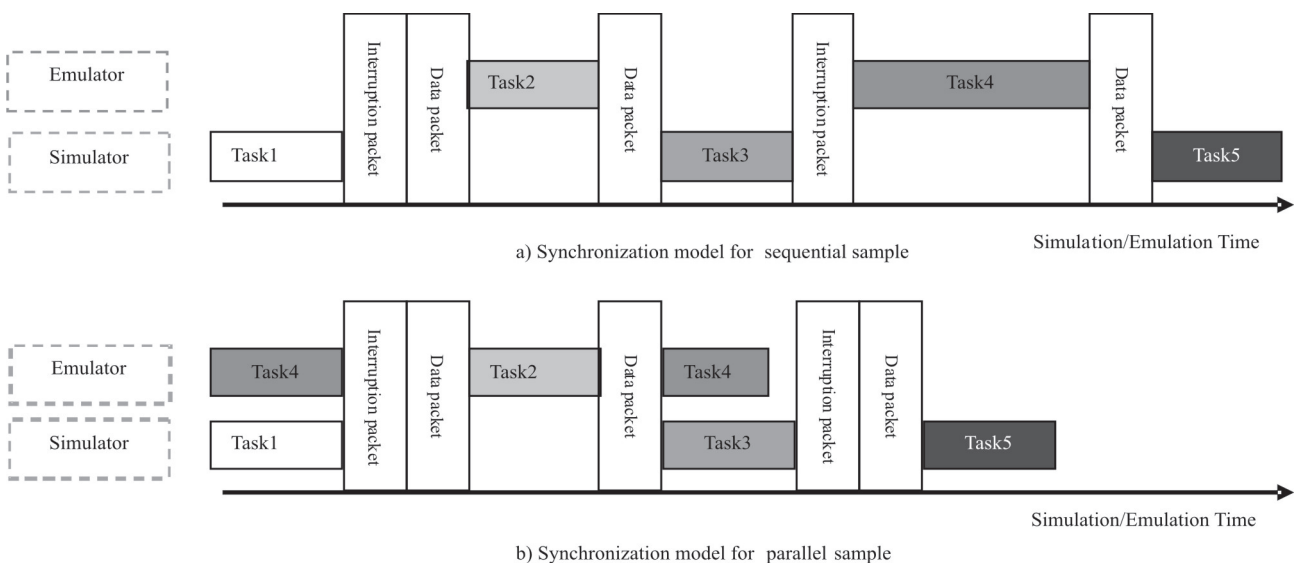 Emulator
Simulator
Task1
Interruption packet
Data packet
Task2
Data packet
Task3
Interruption packet
Task4
Data packet
Task5
Simulation/Emulation Time
a) Synchronization model for sequential sample
Emulator
Simulator
Task4
Task1
Interruption packet
Data packet
Task2
Data packet
Task4
Task3
Interruption packet
Data packet
Task5
Simulation/Emulation Time
b) Synchronization model for parallel sample